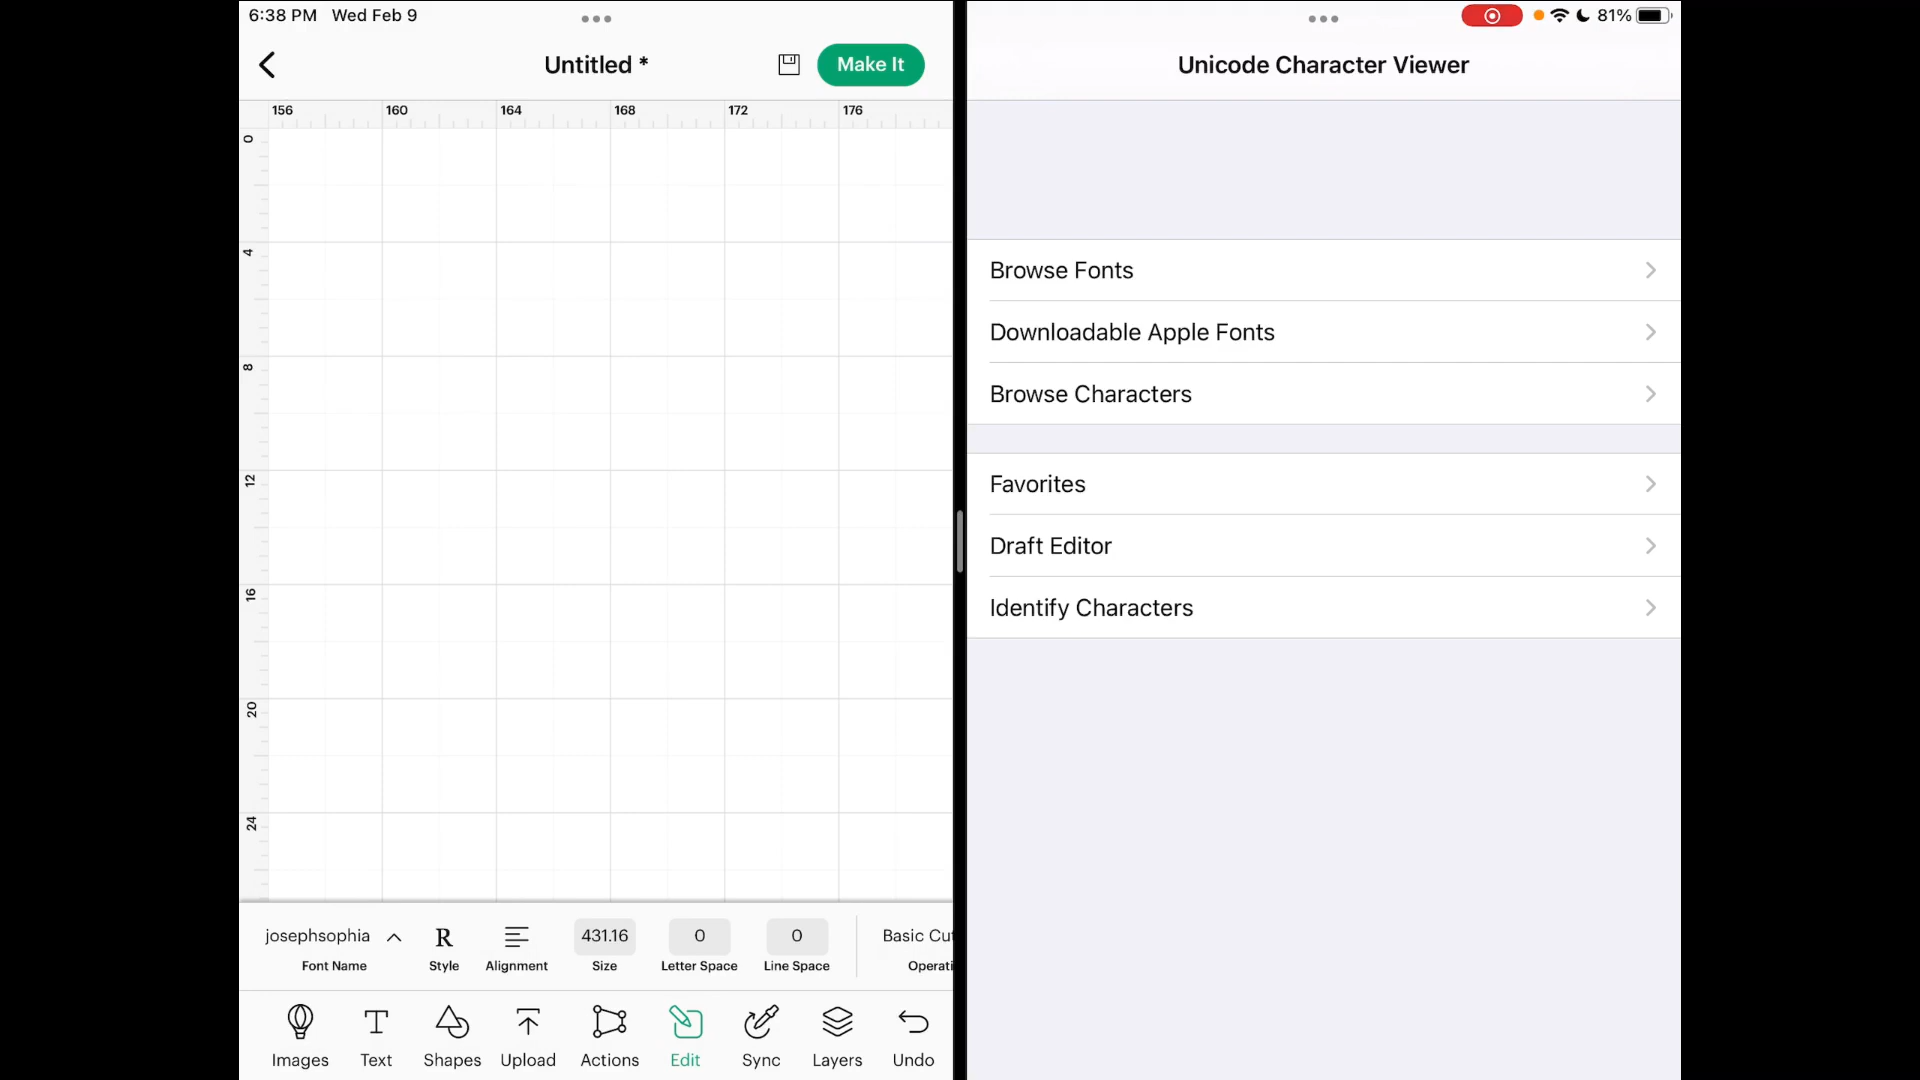 6:38 PM Wed Feb 9
Untitled *
Make It
156 160 164 168 172 176
0
4
8
12
16
20
24
josephsophia
Font Name
R
Style
Alignment
431.16
Size
0
Letter Space
0
Line Space
Basic Cu
Operati
Images
Text
Shapes
Upload
Actions
Edit
Sync
Layers
Undo
81%
Unicode Character Viewer
Browse Fonts
Downloadable Apple Fonts
Browse Characters
Favorites
Draft Editor
Identify Characters